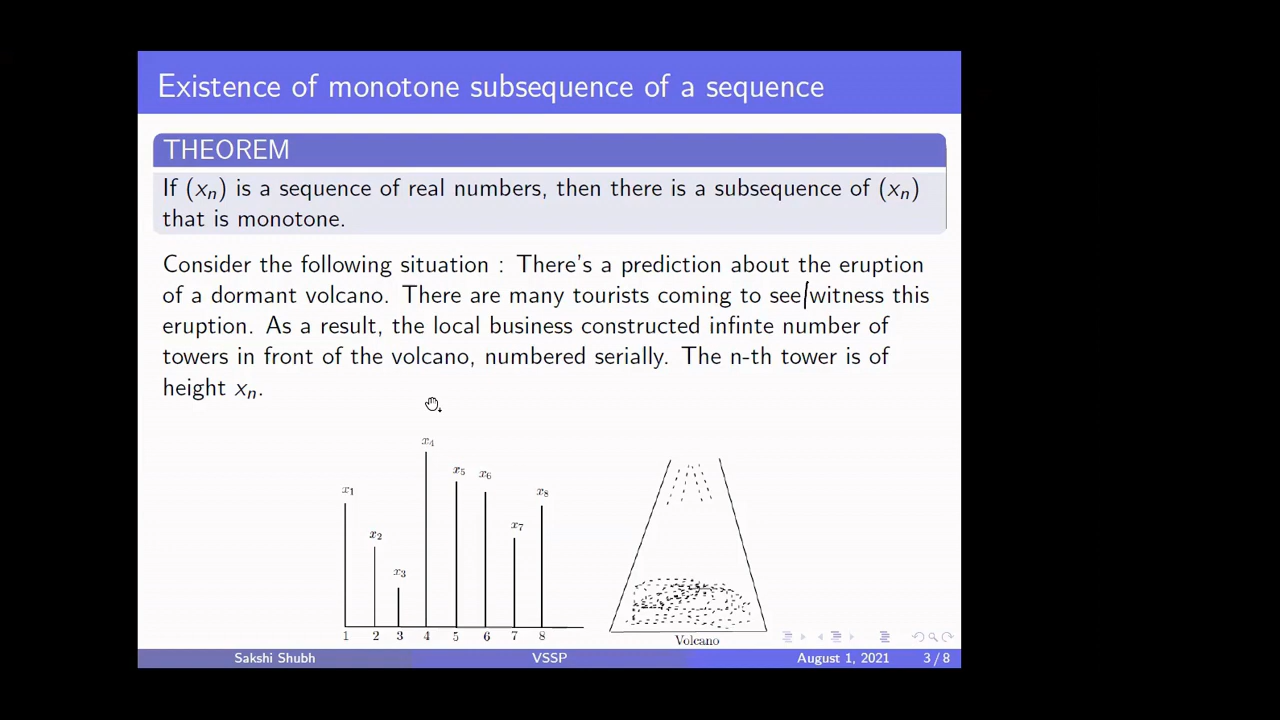 Existence of monotone subsequence of a sequence
THEOREM
If (xₙ) is a sequence of real numbers, then there is a subsequence of (xₙ)
that is monotone.
Consider the following situation : There's a prediction about the eruption
of a dormant volcano. There are many tourists coming to see/witness this
eruption. As a result, the local business constructed infinte number of
towers in front of the volcano, numbered serially. The n-th tower is of
height xₙ.
x₄
x₅ x₆
x₁ x₈
x₇
x₂
x₃
1 2 3 4 5 6 7 8
Volcano
Sakshi Shubh VSSP August 1, 2021 3 / 8